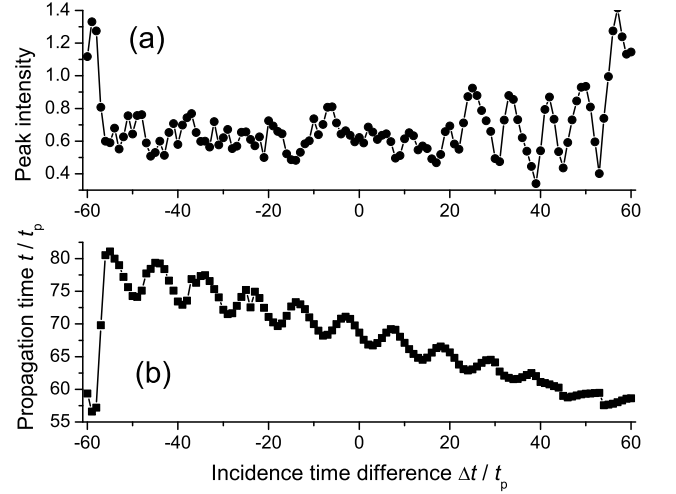 1.4
(a)
1.2
1.0
0.8
0.6
0.4
Peak intensity
-60 -40 -20 0 20 40 60
80
75
70
65
60
55
(b)
Propagation time t / tp
-60 -40 -20 0 20 40 60
Incidence time difference Δt / tp